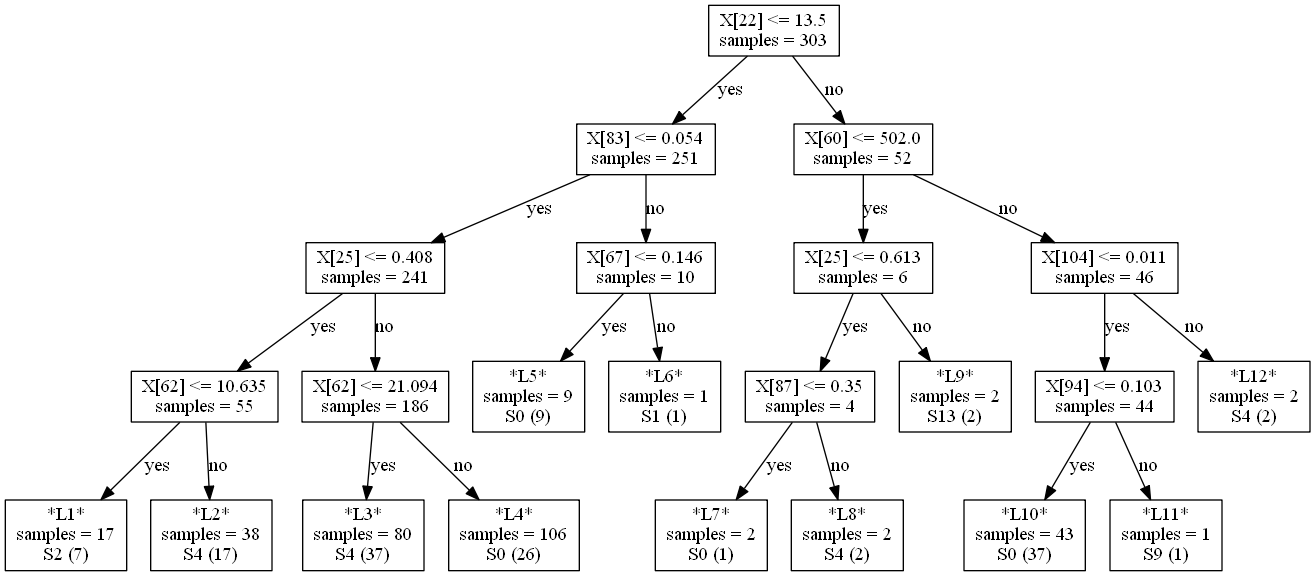 X[22] <= 13.5
samples = 303
yes
no
X[83] <= 0.054
samples = 251
X[60] <= 502.0
samples = 52
yes
no
yes
no
X[25] <= 0.408
samples = 241
X[67] <= 0.146
samples = 10
X[25] <= 0.613
samples = 6
X[104] <= 0.011
samples = 46
yes
no
yes
no
yes
no
yes
no
X[62] <= 10.635
samples = 55
X[62] <= 21.094
samples = 186
*L5*
samples = 9
S0 (9)
*L6*
samples = 1
S1 (1)
X[87] <= 0.35
samples = 4
*L9*
samples = 2
S13 (2)
X[94] <= 0.103
samples = 44
*L12*
samples = 2
S4 (2)
yes
no
yes
no
yes
no
yes
no
*L1*
samples = 17
S2 (7)
*L2*
samples = 38
S4 (17)
*L3*
samples = 80
S4 (37)
*L4*
samples = 106
S0 (26)
*L7*
samples = 2
S0 (1)
*L8*
samples = 2
S4 (2)
*L10*
samples = 43
S0 (37)
*L11*
samples = 1
S9 (1)